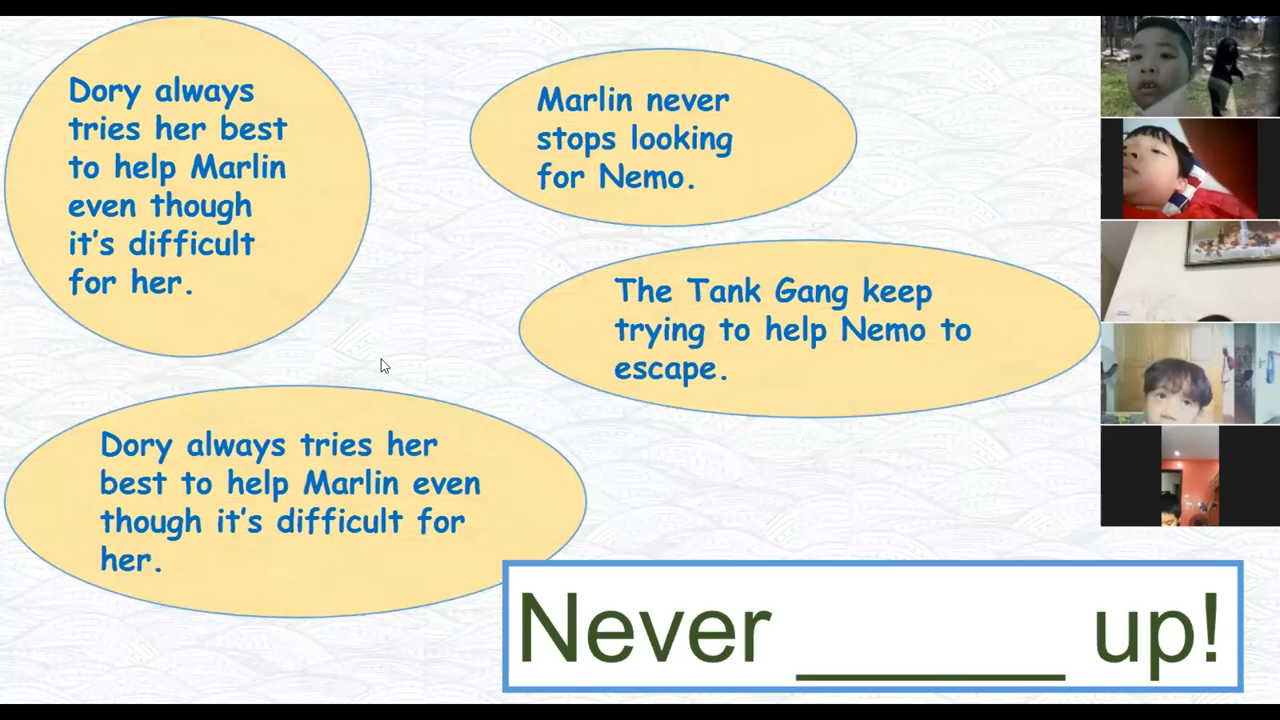 Dory always
tries her best
to help Marlin
even though
it's difficult
for her.
Marlin never
stops looking
for Nemo.
The Tank Gang keep
trying to help Nemo to
escape.
Dory always tries her
best to help Marlin even
though it's difficult for
her.
Never ______ up!